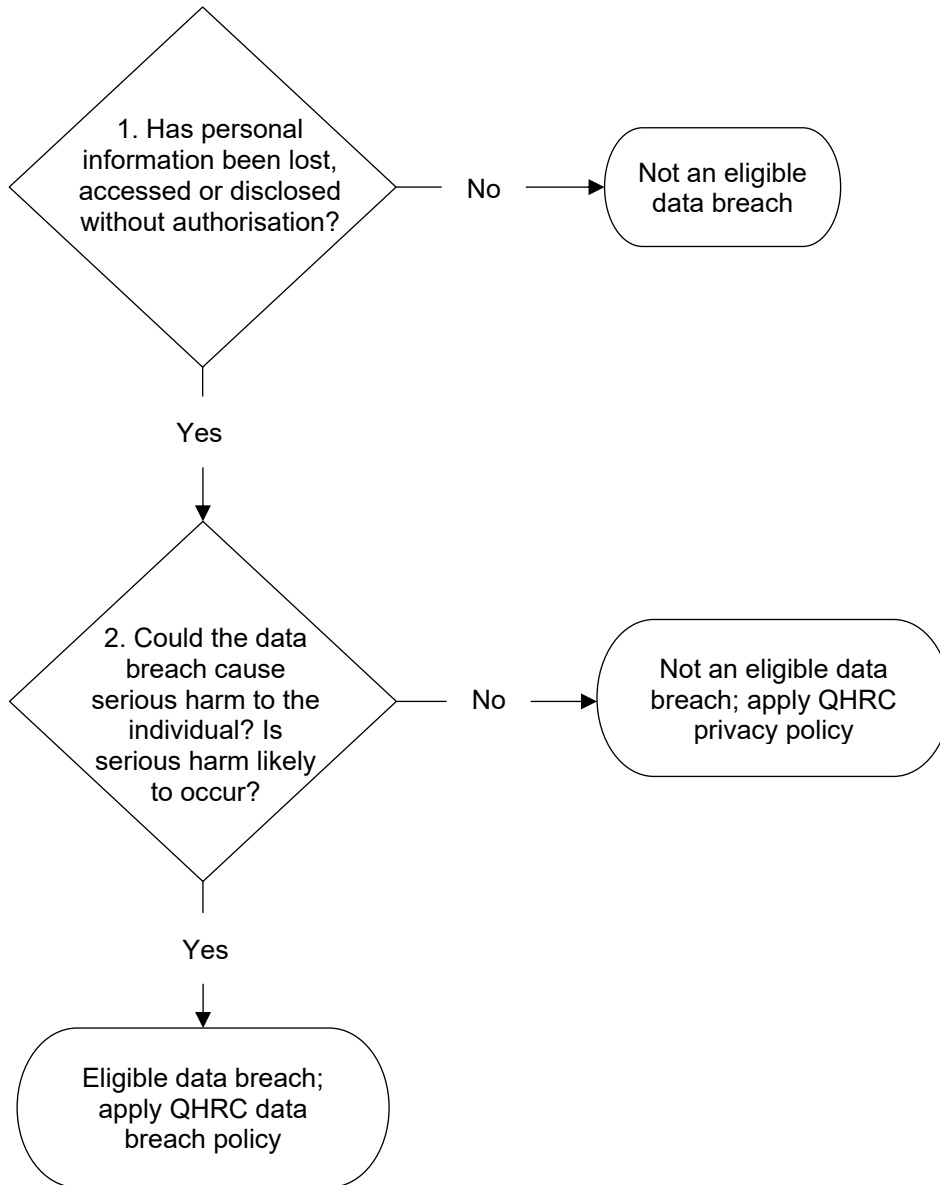 1. Has personal
information been lost,
accessed or disclosed
without authorisation?
No
Not an eligible
data breach
Yes
2. Could the data
breach cause
serious harm to the
individual? Is
serious harm likely
to occur?
No
Not an eligible data
breach; apply QHRC
privacy policy
Yes
Eligible data breach;
apply QHRC data
breach policy